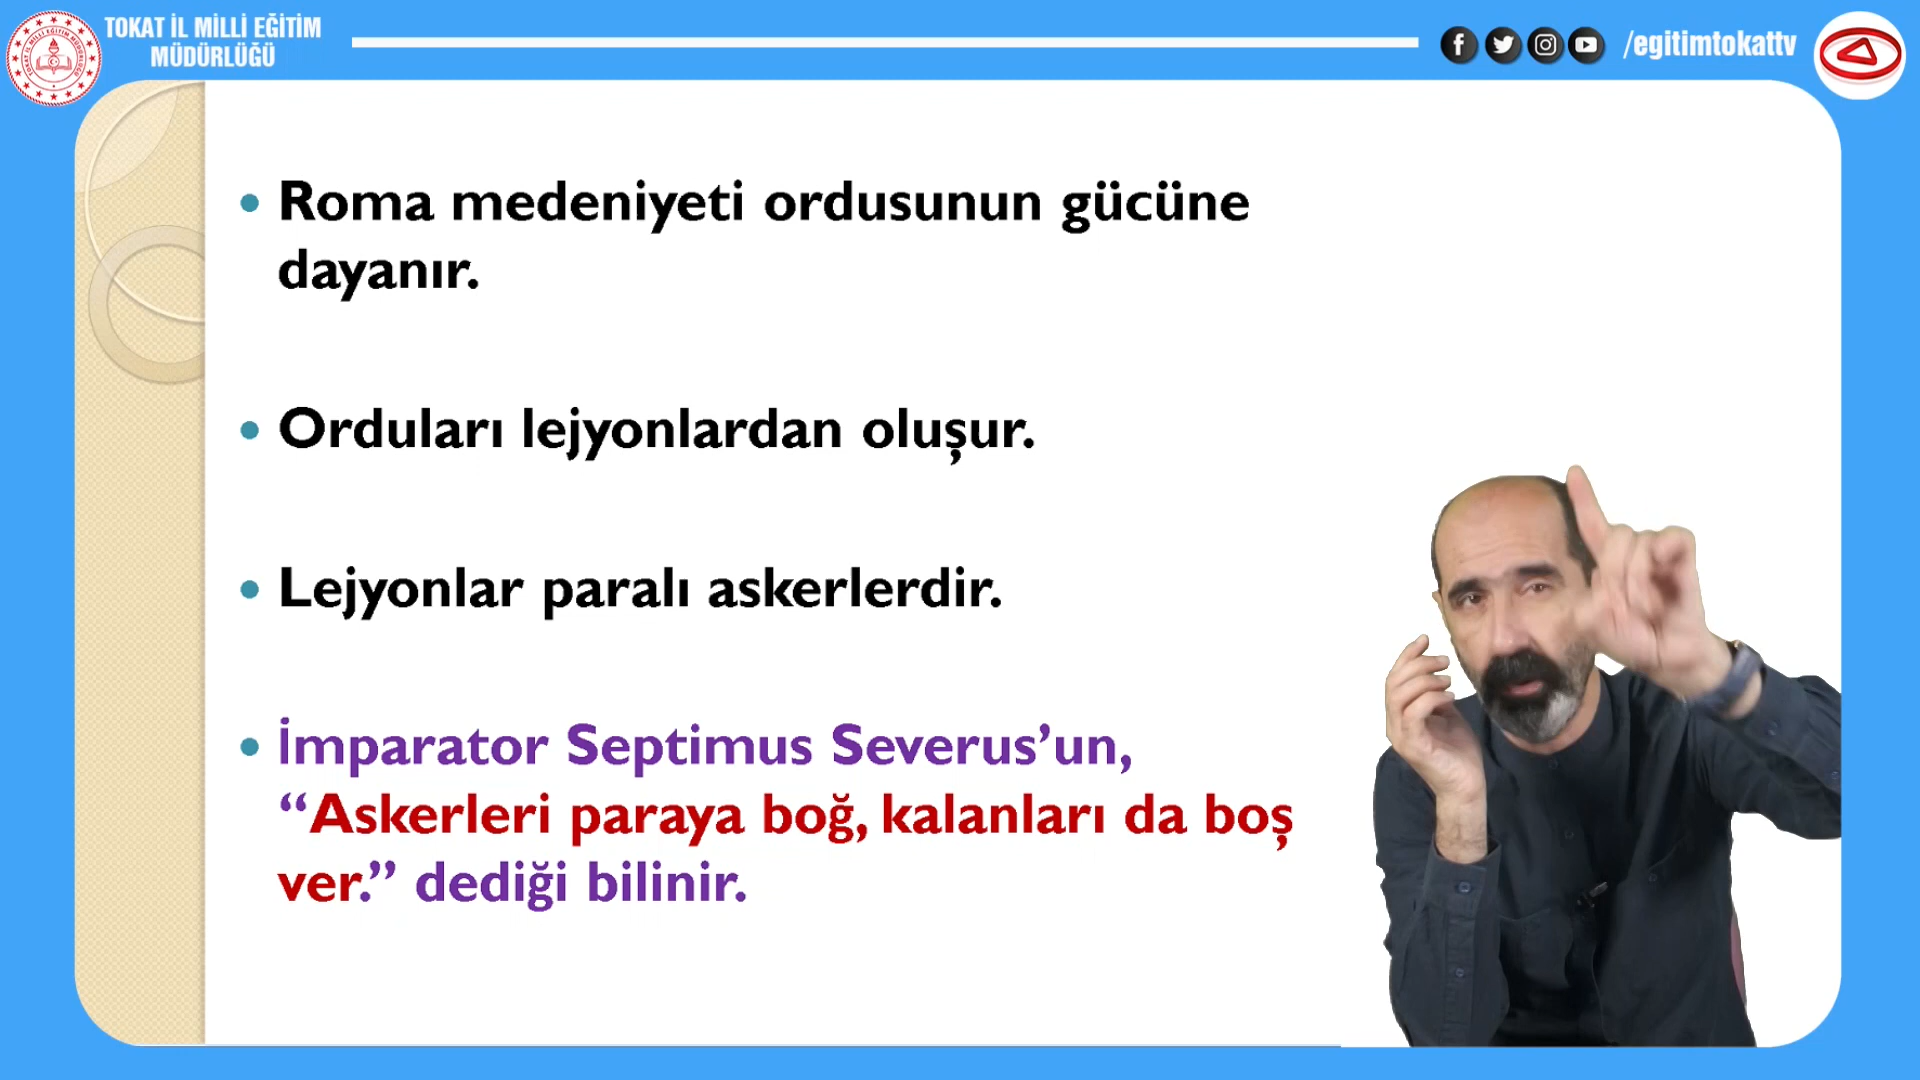 TOKAT İL MİLLİ EĞİTİM
MÜDÜRLÜĞÜ
/egitimtokattv
• Roma medeniyeti ordusunun gücüne
dayanır.
• Orduları lejyonlardan oluşur.
• Lejyonlar paralı askerlerdir.
• İmparator Septimus Severus’un,
“Askerleri paraya boğ, kalanları da boş
ver.” dediği bilinir.